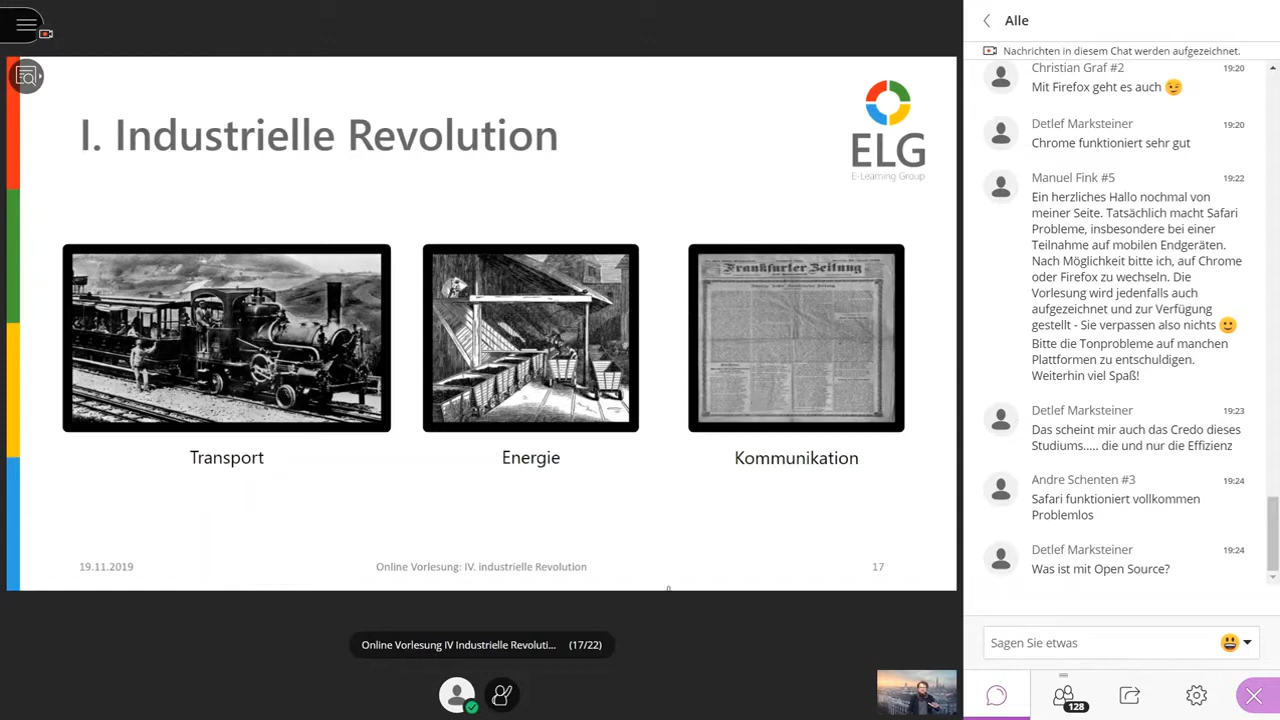 I. Industrielle Revolution
ELG
E-Learning Group
Frankfurter Zeitung
Transport
Energie
Kommunikation
19.11.2019
Online Vorlesung: IV. industrielle Revolution
17
Online Vorlesung IV Industrielle Revoluti... (17/22)
Alle
Nachrichten in diesem Chat werden aufgezeichnet.
Christian Graf #2 19:20
Mit Firefox geht es auch 😉
Detlef Marksteiner 19:20
Chrome funktioniert sehr gut
Manuel Fink #5 19:22
Ein herzliches Hallo nochmal von
meiner Seite. Tatsächlich macht Safari
Probleme, insbesondere bei einer
Teilnahme auf mobilen Endgeräten.
Nach Möglichkeit bitte ich, auf Chrome
oder Firefox zu wechseln. Die
Vorlesung wird jedenfalls auch
aufgezeichnet und zur Verfügung
gestellt - Sie verpassen also nichts 🙂
Bitte die Tonprobleme auf manchen
Plattformen zu entschuldigen.
Weiterhin viel Spaß!
Detlef Marksteiner 19:23
Das scheint mir auch das Credo dieses
Studiums..... die und nur die Effizienz
Andre Schenten #3 19:24
Safari funktioniert vollkommen
Problemlos
Detlef Marksteiner 19:24
Was ist mit Open Source?
Sagen Sie etwas
128